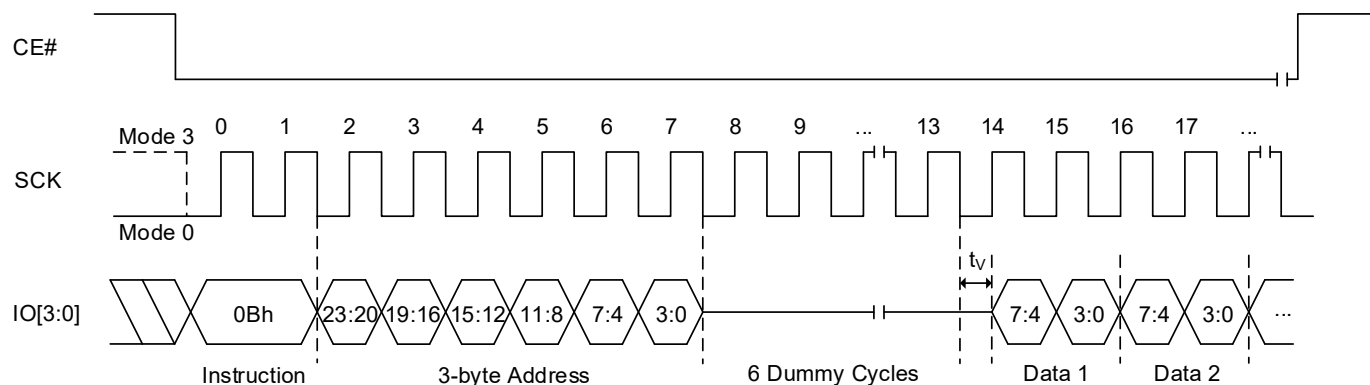 CE#
0 1 2 3 4 5 6 7 8 9 ... 13 14 15 16 17 ...
Mode 3
SCK
Mode 0
tV
IO[3:0] 0Bh 23:20 19:16 15:12 11:8 7:4 3:0 7:4 3:0 7:4 3:0 ...
Instruction 3-byte Address 6 Dummy Cycles Data 1 Data 2